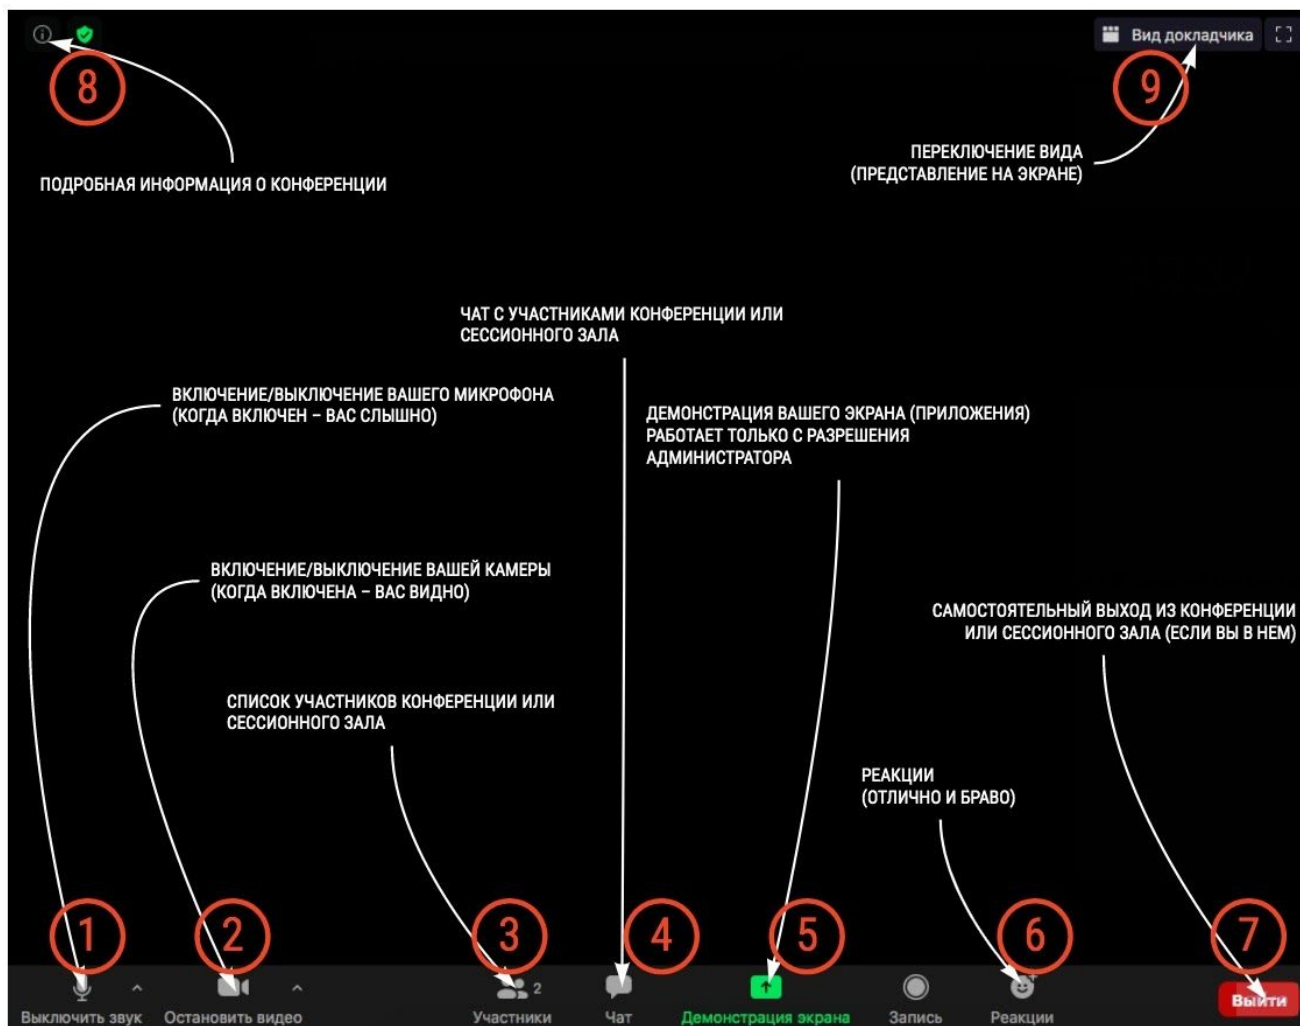 Вид докладчика
8
9
ПОДРОБНАЯ ИНФОРМАЦИЯ О КОНФЕРЕНЦИИ
ПЕРЕКЛЮЧЕНИЕ ВИДА
(ПРЕДСТАВЛЕНИЕ НА ЭКРАНЕ)
ЧАТ С УЧАСТНИКАМИ КОНФЕРЕНЦИИ ИЛИ
СЕССИОННОГО ЗАЛА
ВКЛЮЧЕНИЕ/ВЫКЛЮЧЕНИЕ ВАШЕГО МИКРОФОНА
(КОГДА ВКЛЮЧЕН – ВАС СЛЫШНО)
ДЕМОНСТРАЦИЯ ВАШЕГО ЭКРАНА (ПРИЛОЖЕНИЯ)
РАБОТАЕТ ТОЛЬКО С РАЗРЕШЕНИЯ
АДМИНИСТРАТОРА
ВКЛЮЧЕНИЕ/ВЫКЛЮЧЕНИЕ ВАШЕЙ КАМЕРЫ
(КОГДА ВКЛЮЧЕНА – ВАС ВИДНО)
САМОСТОЯТЕЛЬНЫЙ ВЫХОД ИЗ КОНФЕРЕНЦИИ
ИЛИ СЕССИОННОГО ЗАЛА (ЕСЛИ ВЫ В НЕМ)
СПИСОК УЧАСТНИКОВ КОНФЕРЕНЦИИ ИЛИ
СЕССИОННОГО ЗАЛА
РЕАКЦИИ
(ОТЛИЧНО И БРАВО)
1
2
3
4
5
6
7
2
Выйти
Выключить звук
Остановить видео
Участники
Чат
Демонстрация экрана
Запись
Реакции